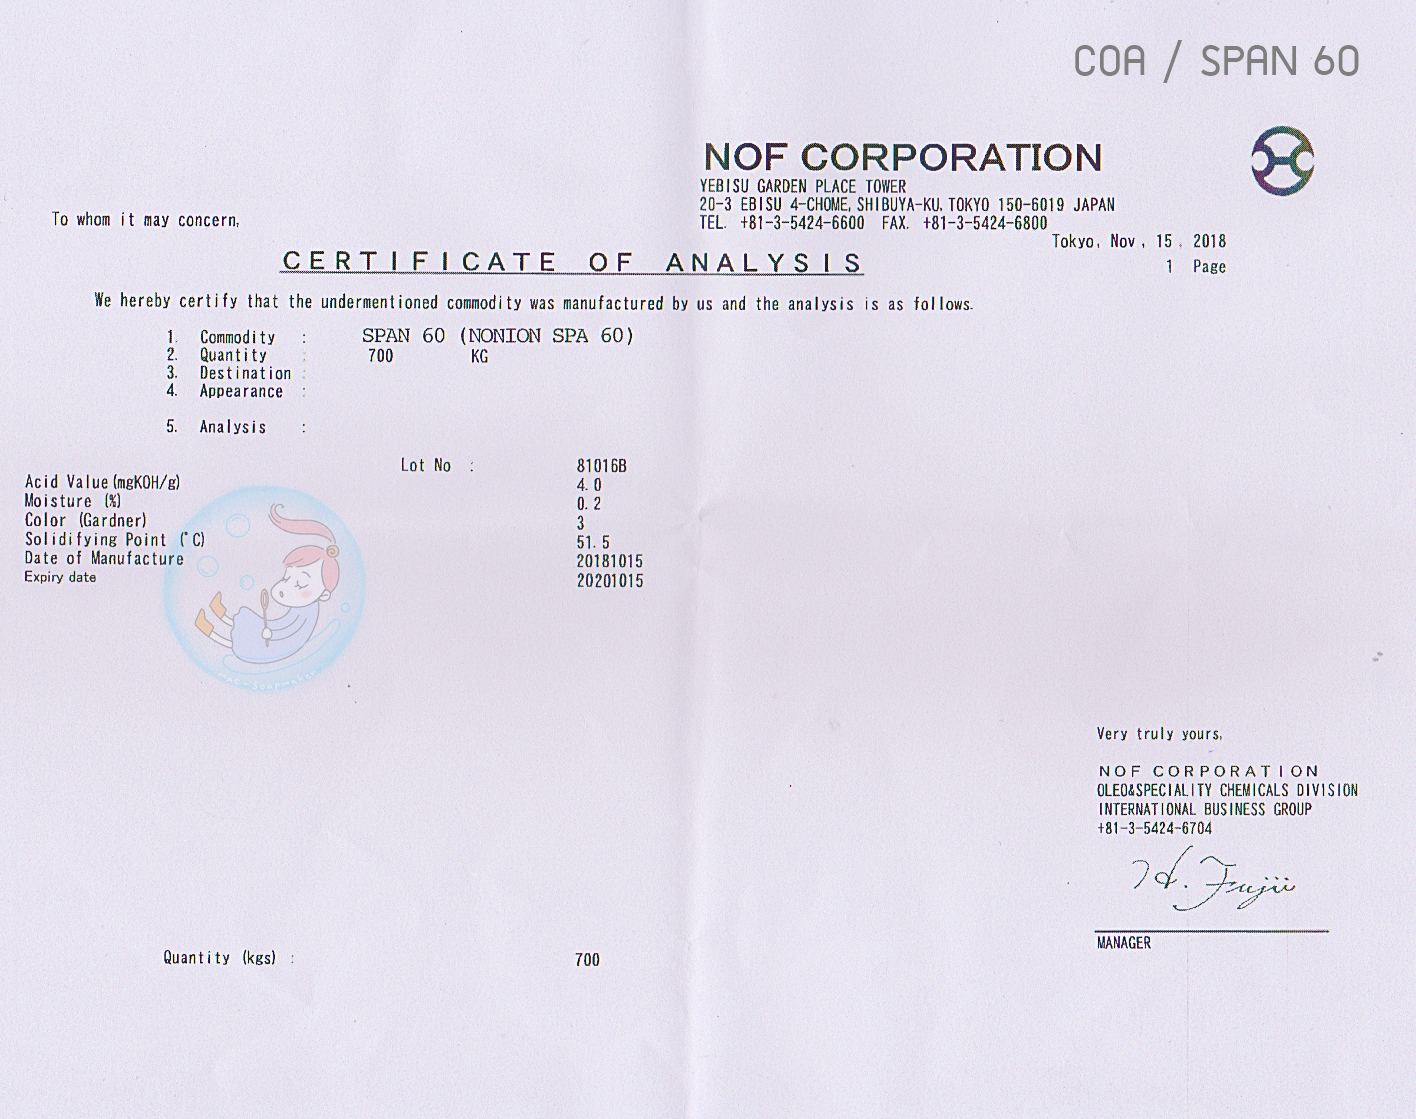 COA / SPAN 60
NOF CORPORATION
YEBISU GARDEN PLACE TOWER
20-3 EBISU 4-CHOME, SHIBUYA-KU, TOKYO 150-6019 JAPAN
TEL. +81-3-5424-6600 FAX. +81-3-5424-6800
To whom it may concern,
Tokyo, Nov, 15, 2018
1 Page
CERTIFICATE OF ANALYSIS
We hereby certify that the undermentioned commodity was manufactured by us and the analysis is as follows.
1. Commodity : SPAN 60 (NONION SPA 60)
2. Quantity : 700 KG
3. Destination :
4. Appearance :
5. Analysis :
Lot No : 81016B
Acid Value (mgKOH/g) 4.0
Moisture (%) 0.2
Color (Gardner) 3
Solidifying Point (°C) 51.5
Date of Manufacture 20181015
Expiry date 20201015
Very truly yours,
NOF CORPORATION
OLEO&SPECIALITY CHEMICALS DIVISION
INTERNATIONAL BUSINESS GROUP
+81-3-5424-6704
H. Fujii
MANAGER
Quantity (kgs) : 700